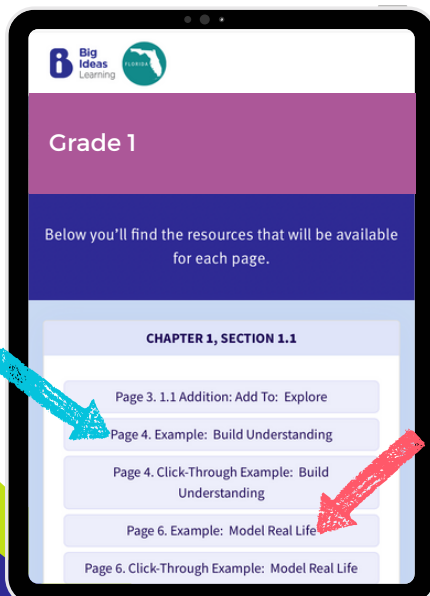 Big
Ideas
Learning
FLORIDA
Grade 1
Below you'll find the resources that will be available
for each page.
CHAPTER 1, SECTION 1.1
Page 3. 1.1 Addition: Add To: Explore
Page 4. Example: Build Understanding
Page 4. Click-Through Example: Build
Understanding
Page 6. Example: Model Real Life
Page 6. Click-Through Example: Model Real Life